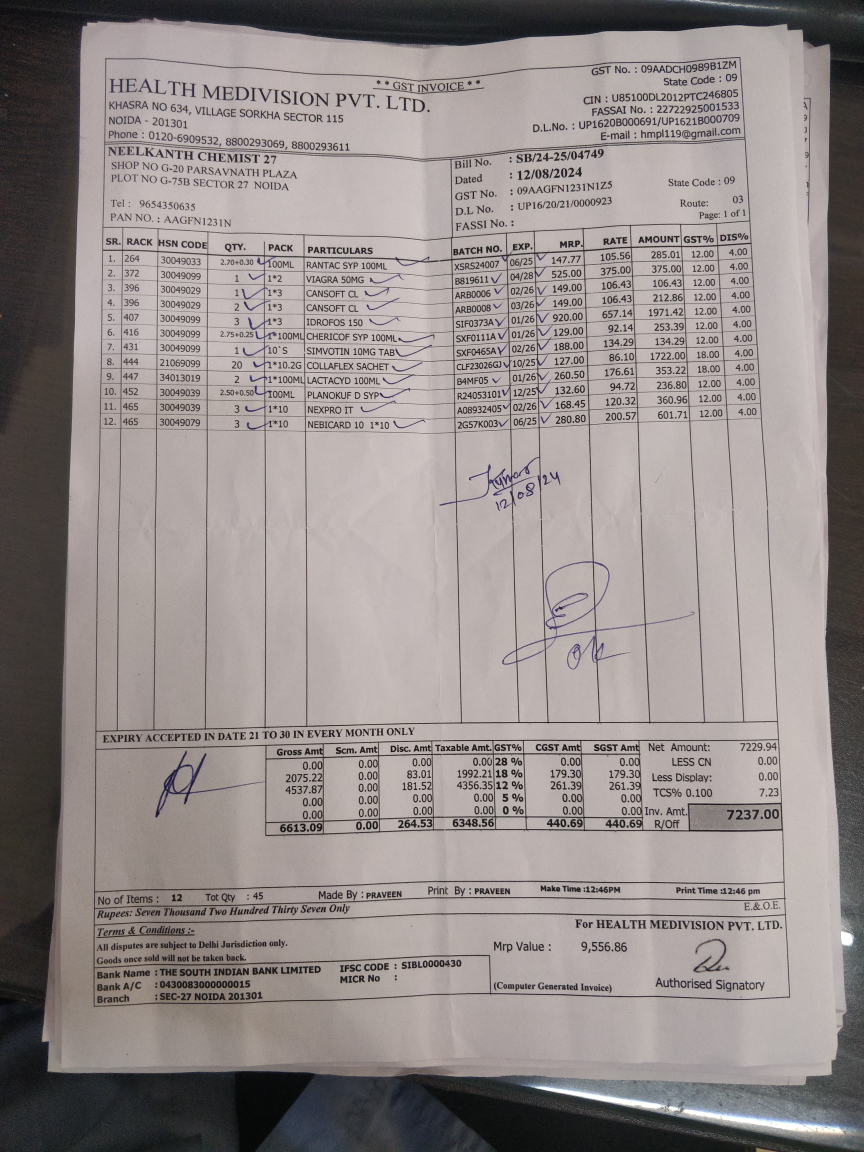 * * GST INVOICE * *
GST No. : 09AADCH0989B1ZM
State Code : 09
HEALTH MEDIVISION PVT. LTD.
KHASRA NO 634, VILLAGE SORKHA SECTOR 115
NOIDA - 201301
Phone : 0120-6909532, 8800293069, 8800293611
CIN : U85100DL2012PTC246805
FASSAI No. : 22722925001533
D.L.No. : UP1620B000691/UP1621B000709
E-mail : hmpl119@gmail.com
NEELKANTH CHEMIST 27
SHOP NO G-20 PARSAVNATH PLAZA
PLOT NO G-75B SECTOR 27 NOIDA
Tel : 9654350635
PAN NO. : AAGFN1231N
Bill No. : SB/24-25/04749
Dated : 12/08/2024
GST No. : 09AAGFN1231N1Z5 State Code : 09
D.L No. : UP16/20/21/0000923 Route: 03
FASSI No. : Page: 1 of 1
SR. RACK HSN CODE QTY. PACK PARTICULARS BATCH NO. EXP. MRP. RATE AMOUNT GST% DIS%
1. 264 30049033 2.70+0.30 100ML RANTAC SYP 100ML XSRS24007 06/25 147.77 105.56 285.01 12.00 4.00
2. 372 30049099 1 1*2 VIAGRA 50MG B819611 04/28 525.00 375.00 375.00 12.00 4.00
3. 396 30049029 1 1*3 CANSOFT CL ARB0006 02/26 149.00 106.43 106.43 12.00 4.00
4. 396 30049029 2 1*3 CANSOFT CL ARB0008 03/26 149.00 106.43 212.86 12.00 4.00
5. 407 30049099 3 1*3 IDROFOS 150 SIF0373A 01/26 920.00 657.14 1971.42 12.00 4.00
6. 416 30049099 2.75+0.25 1*100ML CHERICOF SYP 100ML SXF0111A 01/26 129.00 92.14 253.39 12.00 4.00
7. 431 30049099 1 10`S SIMVOTIN 10MG TAB SXF0465A 02/26 188.00 134.29 134.29 12.00 4.00
8. 444 21069099 20 1*10.2G COLLAFLEX SACHET CLF23026GJ 10/25 127.00 86.10 1722.00 18.00 4.00
9. 447 34013019 2 1*100ML LACTACYD 100ML B4MF05 01/26 260.50 176.61 353.22 18.00 4.00
10. 452 30049039 2.50+0.50 100ML PLANOKUF D SYP R24053101 12/25 132.60 94.72 236.80 12.00 4.00
11. 465 30049039 3 1*10 NEXPRO IT A08932405 02/26 168.45 120.32 360.96 12.00 4.00
12. 465 30049079 3 1*10 NEBICARD 10 1*10 2G57K003 06/25 280.80 200.57 601.71 12.00 4.00
12/08/24
OK
EXPIRY ACCEPTED IN DATE 21 TO 30 IN EVERY MONTH ONLY
Gross Amt Scm. Amt Disc. Amt Taxable Amt. GST% CGST Amt SGST Amt
0.00 0.00 0.00 0.00 28 % 0.00 0.00
2075.22 0.00 83.01 1992.21 18 % 179.30 179.30
4537.87 0.00 181.52 4356.35 12 % 261.39 261.39
0.00 0.00 0.00 0.00 5 % 0.00 0.00
0.00 0.00 0.00 0.00 0 % 0.00 0.00
6613.09 0.00 264.53 6348.56 440.69 440.69
Net Amount: 7229.94
LESS CN 0.00
Less Display: 0.00
TCS% 0.100 7.23
Inv. Amt. 7237.00
R/Off
No of Items : 12 Tot Qty : 45 Made By : PRAVEEN Print By : PRAVEEN Make Time :12:46PM Print Time :12:46 pm
Rupees: Seven Thousand Two Hundred Thirty Seven Only E.&.O.E.
Terms & Conditions :-
All disputes are subject to Delhi Jurisdiction only.
Goods once sold will not be taken back.
Bank Name : THE SOUTH INDIAN BANK LIMITED IFSC CODE : SIBL0000430
Bank A/C : 0430083000000015 MICR No :
Branch : SEC-27 NOIDA 201301
For HEALTH MEDIVISION PVT. LTD.
Mrp Value : 9,556.86
(Computer Generated Invoice)
Authorised Signatory